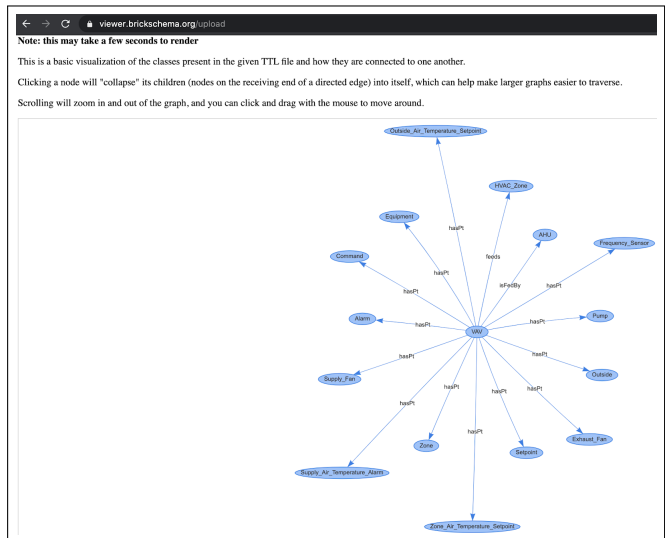 viewer.brickschema.org/upload
Note: this may take a few seconds to render
This is a basic visualization of the classes present in the given TTL file and how they are connected to one another.
Clicking a node will "collapse" its children (nodes on the receiving end of a directed edge) into itself, which can help make larger graphs easier to traverse.
Scrolling will zoom in and out of the graph, and you can click and drag with the mouse to move around.
Outside_Air_Temperature_Setpoint
HVAC_Zone
Equipment
hasPt
AHU
Frequency_Sensor
Command
feeds
hasPt
isFedBy
hasPt
hasPt
Alarm
hasPt
hasPt
Pump
VAV
hasPt
hasPt
Supply_Fan
Outside
hasPt
hasPt
hasPt
hasPt
hasPt
Exhaust_Fan
Zone
Setpoint
Supply_Air_Temperature_Alarm
Zone_Air_Temperature_Setpoint